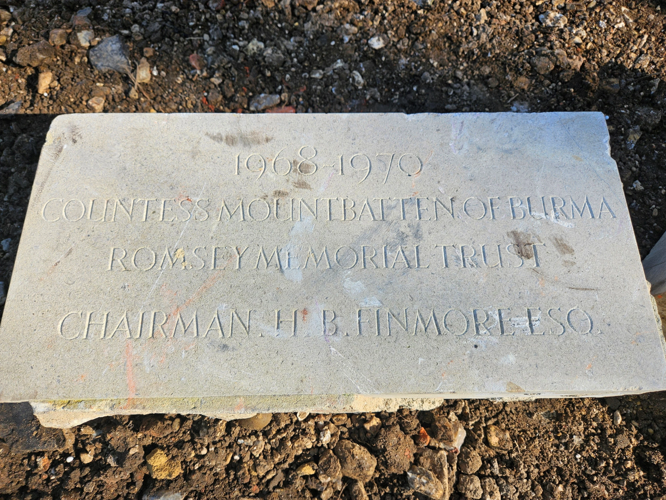 1968-1970
COUNTESS MOUNTBATTEN OF BURMA
ROMSEY MEMORIAL TRUST
CHAIRMAN. H. B. FINMORE ESQ.